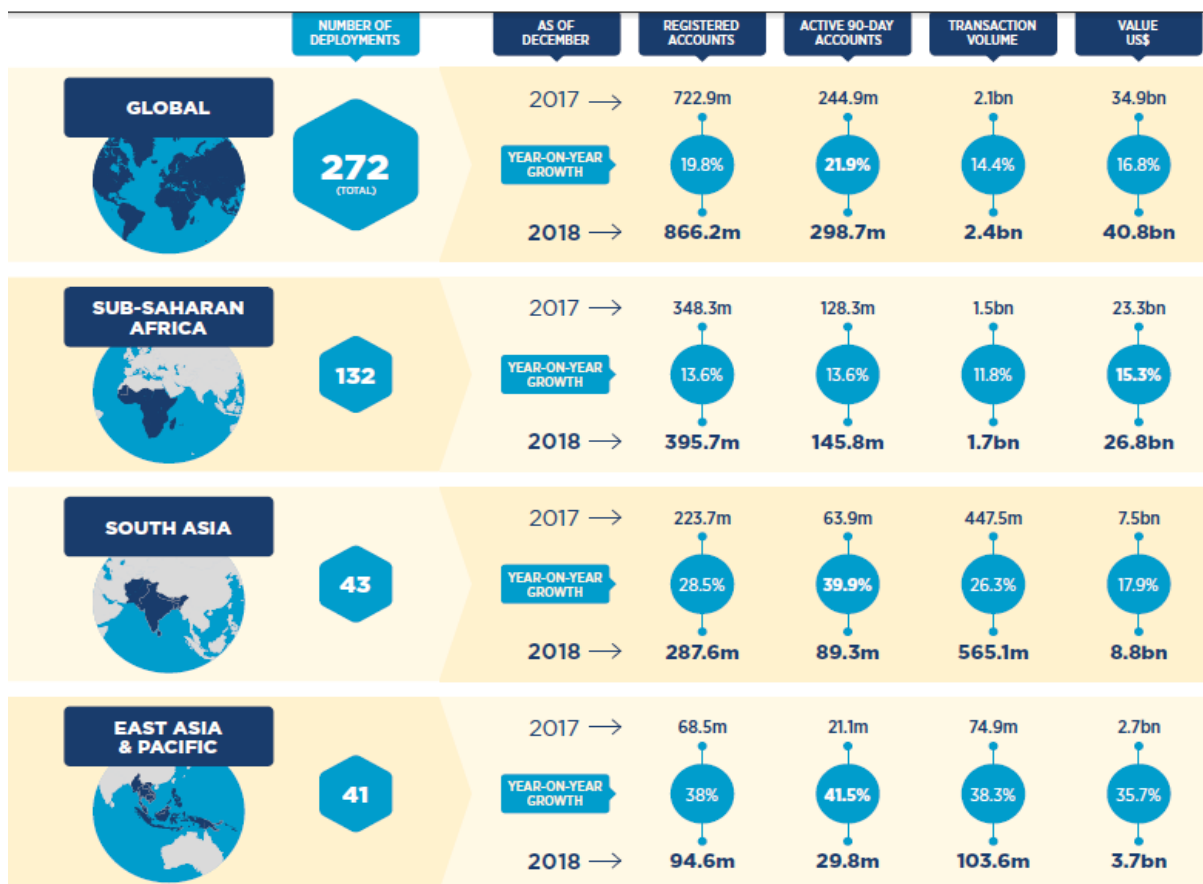 NUMBER OF
DEPLOYMENTS
AS OF
DECEMBER
REGISTERED
ACCOUNTS
ACTIVE 90-DAY
ACCOUNTS
TRANSACTION
VOLUME
VALUE
US$
GLOBAL
272
(TOTAL)
2017 → 722.9m 244.9m 2.1bn 34.9bn
YEAR-ON-YEAR
GROWTH
19.8% 21.9% 14.4% 16.8%
2018 → 866.2m 298.7m 2.4bn 40.8bn
SUB-SAHARAN
AFRICA
132
2017 → 348.3m 128.3m 1.5bn 23.3bn
YEAR-ON-YEAR
GROWTH
13.6% 13.6% 11.8% 15.3%
2018 → 395.7m 145.8m 1.7bn 26.8bn
SOUTH ASIA
43
2017 → 223.7m 63.9m 447.5m 7.5bn
YEAR-ON-YEAR
GROWTH
28.5% 39.9% 26.3% 17.9%
2018 → 287.6m 89.3m 565.1m 8.8bn
EAST ASIA
& PACIFIC
41
2017 → 68.5m 21.1m 74.9m 2.7bn
YEAR-ON-YEAR
GROWTH
38% 41.5% 38.3% 35.7%
2018 → 94.6m 29.8m 103.6m 3.7bn